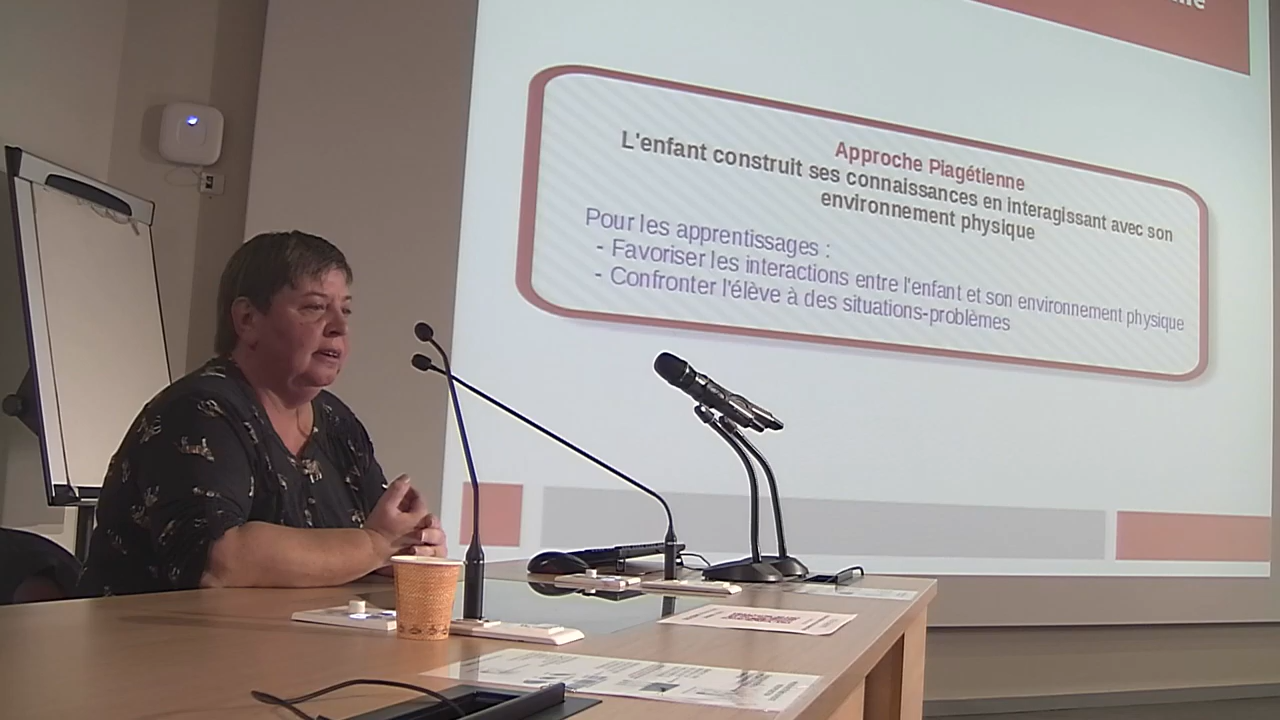 Approche Piagétienne
L'enfant construit ses connaissances en interagissant avec son
environnement physique
Pour les apprentissages :
- Favoriser les interactions entre l'enfant et son environnement physique
- Confronter l'élève à des situations-problèmes